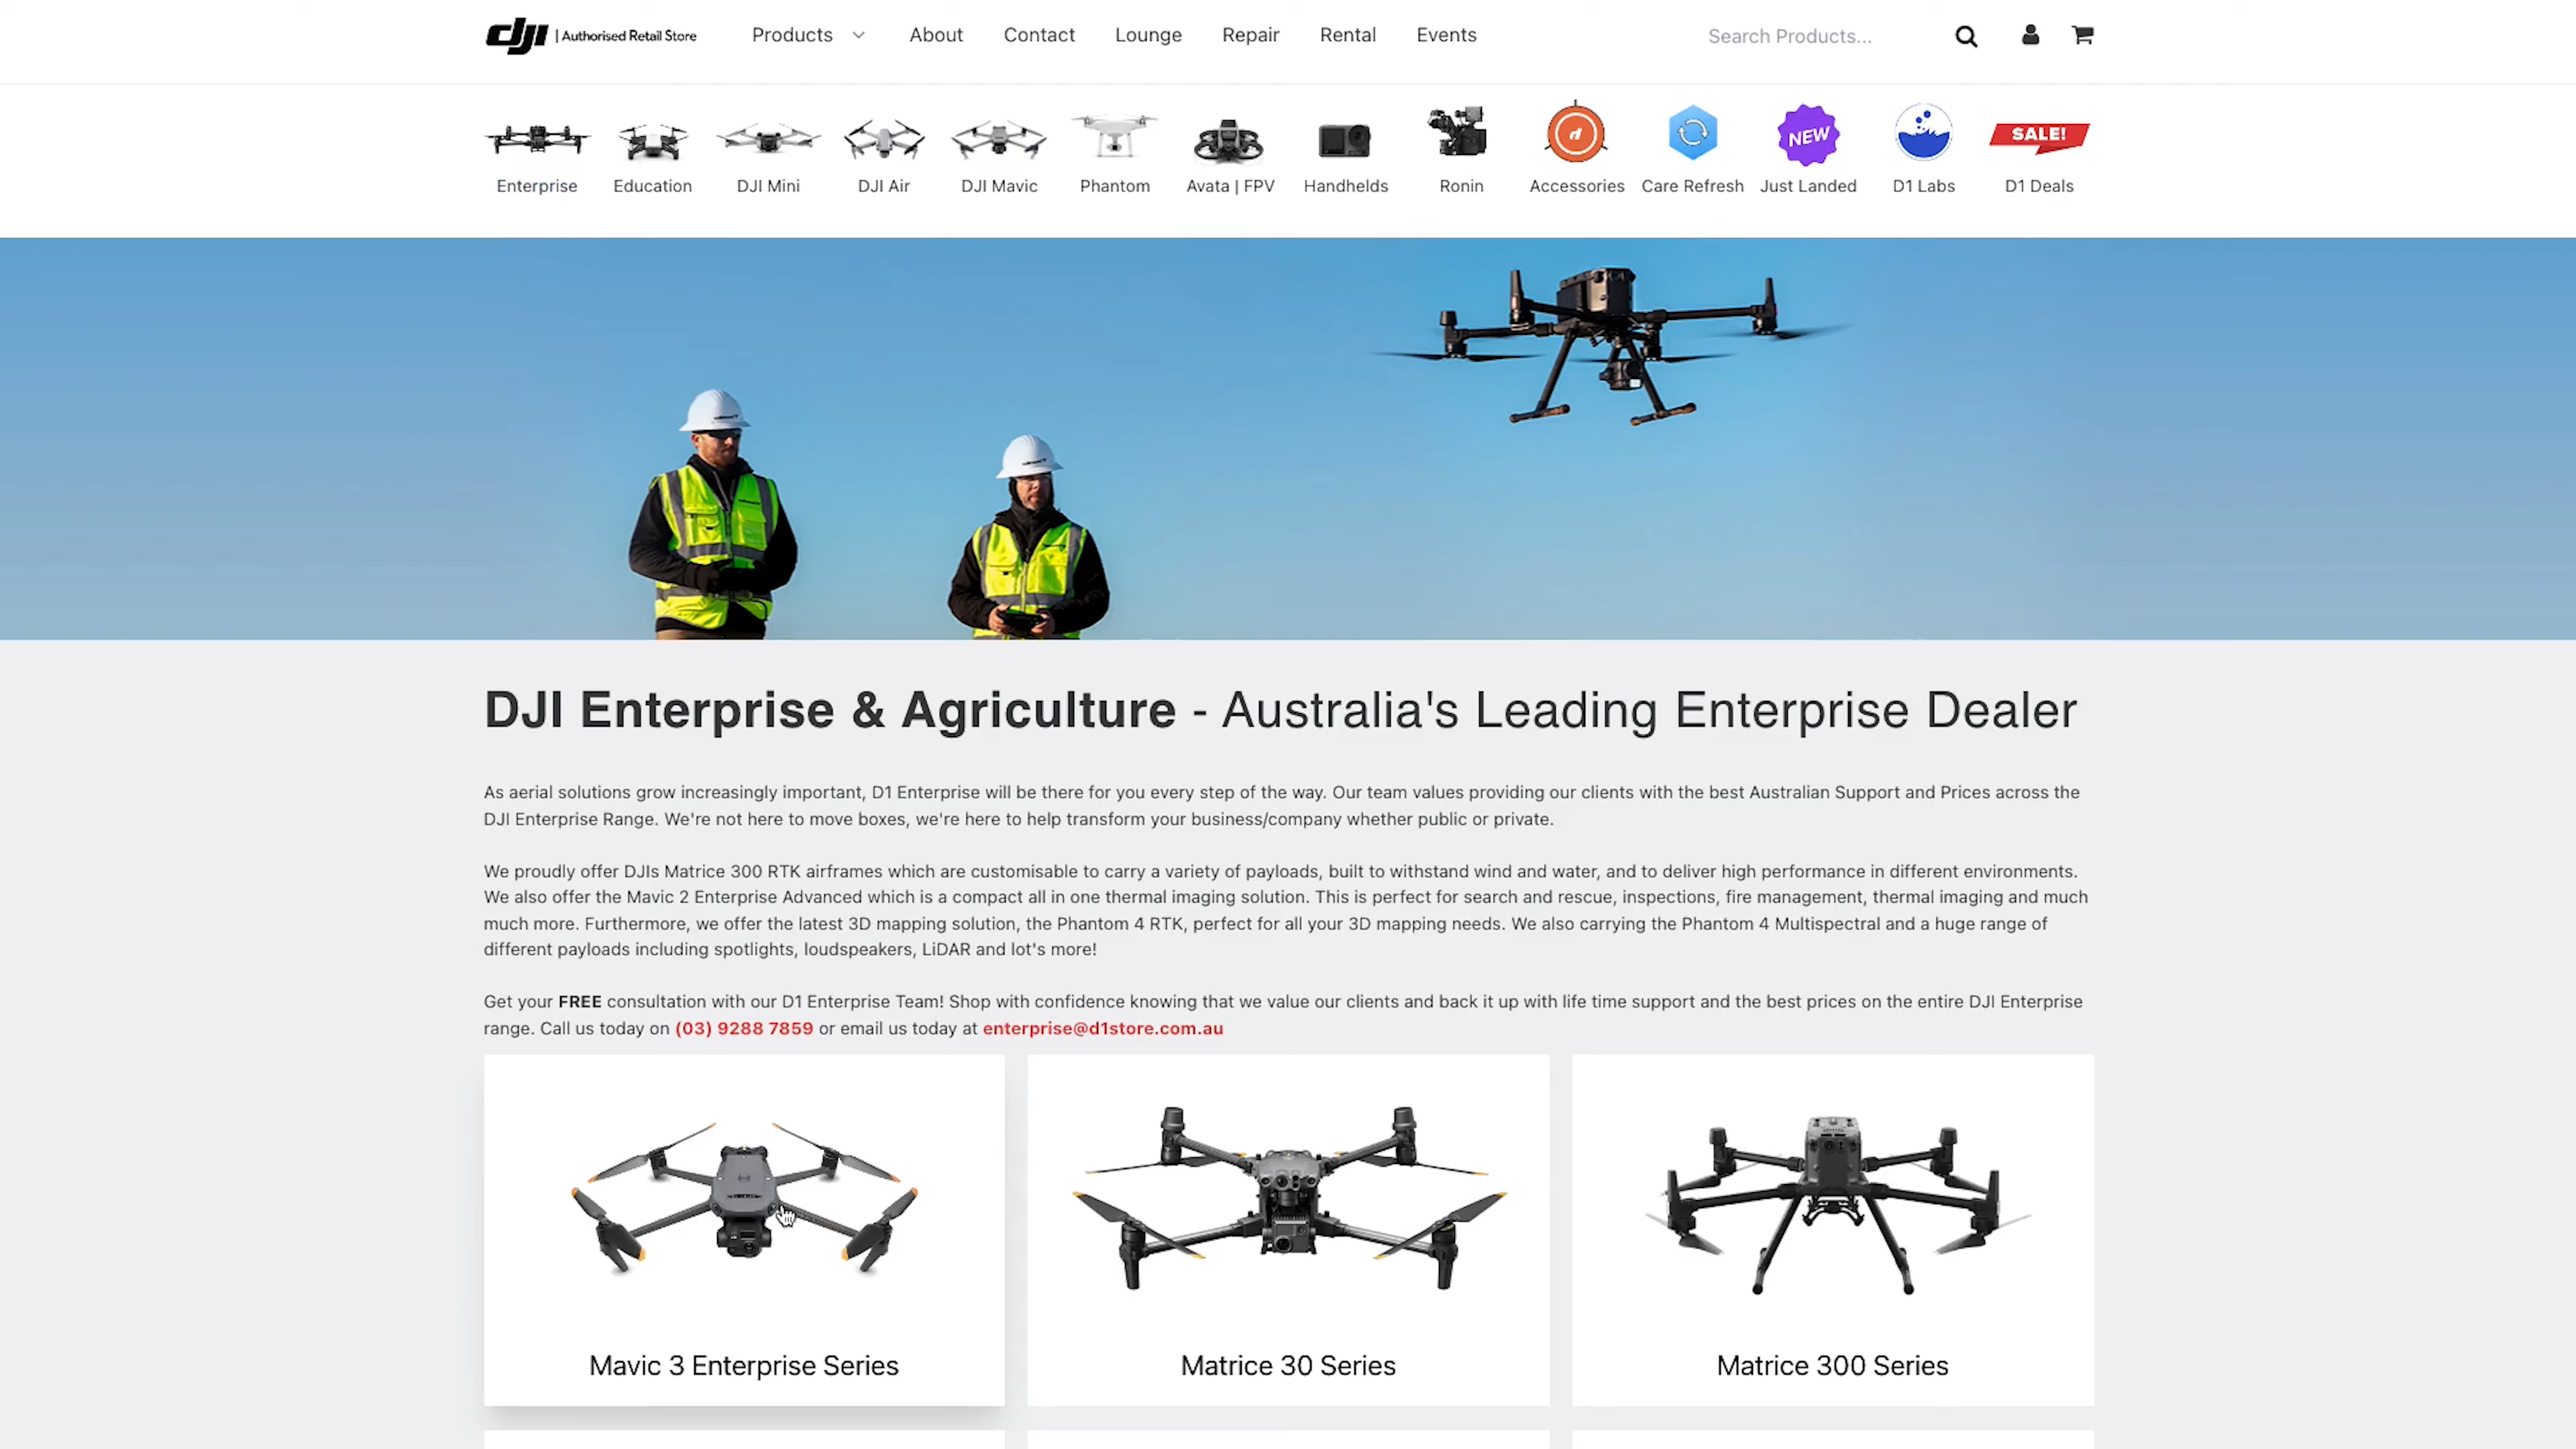 dji | Authorised Retail Store
Products
About
Contact
Lounge
Repair
Rental
Events
Search Products...
NEW
SALE!
Enterprise
Education
DJI Mini
DJI Air
DJI Mavic
Phantom
Avata | FPV
Handhelds
Ronin
Accessories
Care Refresh
Just Landed
D1 Labs
D1 Deals
DJI Enterprise & Agriculture - Australia's Leading Enterprise Dealer
As aerial solutions grow increasingly important, D1 Enterprise will be there for you every step of the way. Our team values providing our clients with the best Australian Support and Prices across the
DJI Enterprise Range. We're not here to move boxes, we're here to help transform your business/company whether public or private.
We proudly offer DJIs Matrice 300 RTK airframes which are customisable to carry a variety of payloads, built to withstand wind and water, and to deliver high performance in different environments.
We also offer the Mavic 2 Enterprise Advanced which is a compact all in one thermal imaging solution. This is perfect for search and rescue, inspections, fire management, thermal imaging and much
much more. Furthermore, we offer the latest 3D mapping solution, the Phantom 4 RTK, perfect for all your 3D mapping needs. We also carrying the Phantom 4 Multispectral and a huge range of
different payloads including spotlights, loudspeakers, LiDAR and lot's more!
Get your FREE consultation with our D1 Enterprise Team! Shop with confidence knowing that we value our clients and back it up with life time support and the best prices on the entire DJI Enterprise
range. Call us today on (03) 9288 7859 or email us today at enterprise@d1store.com.au
Mavic 3 Enterprise Series
Matrice 30 Series
Matrice 300 Series